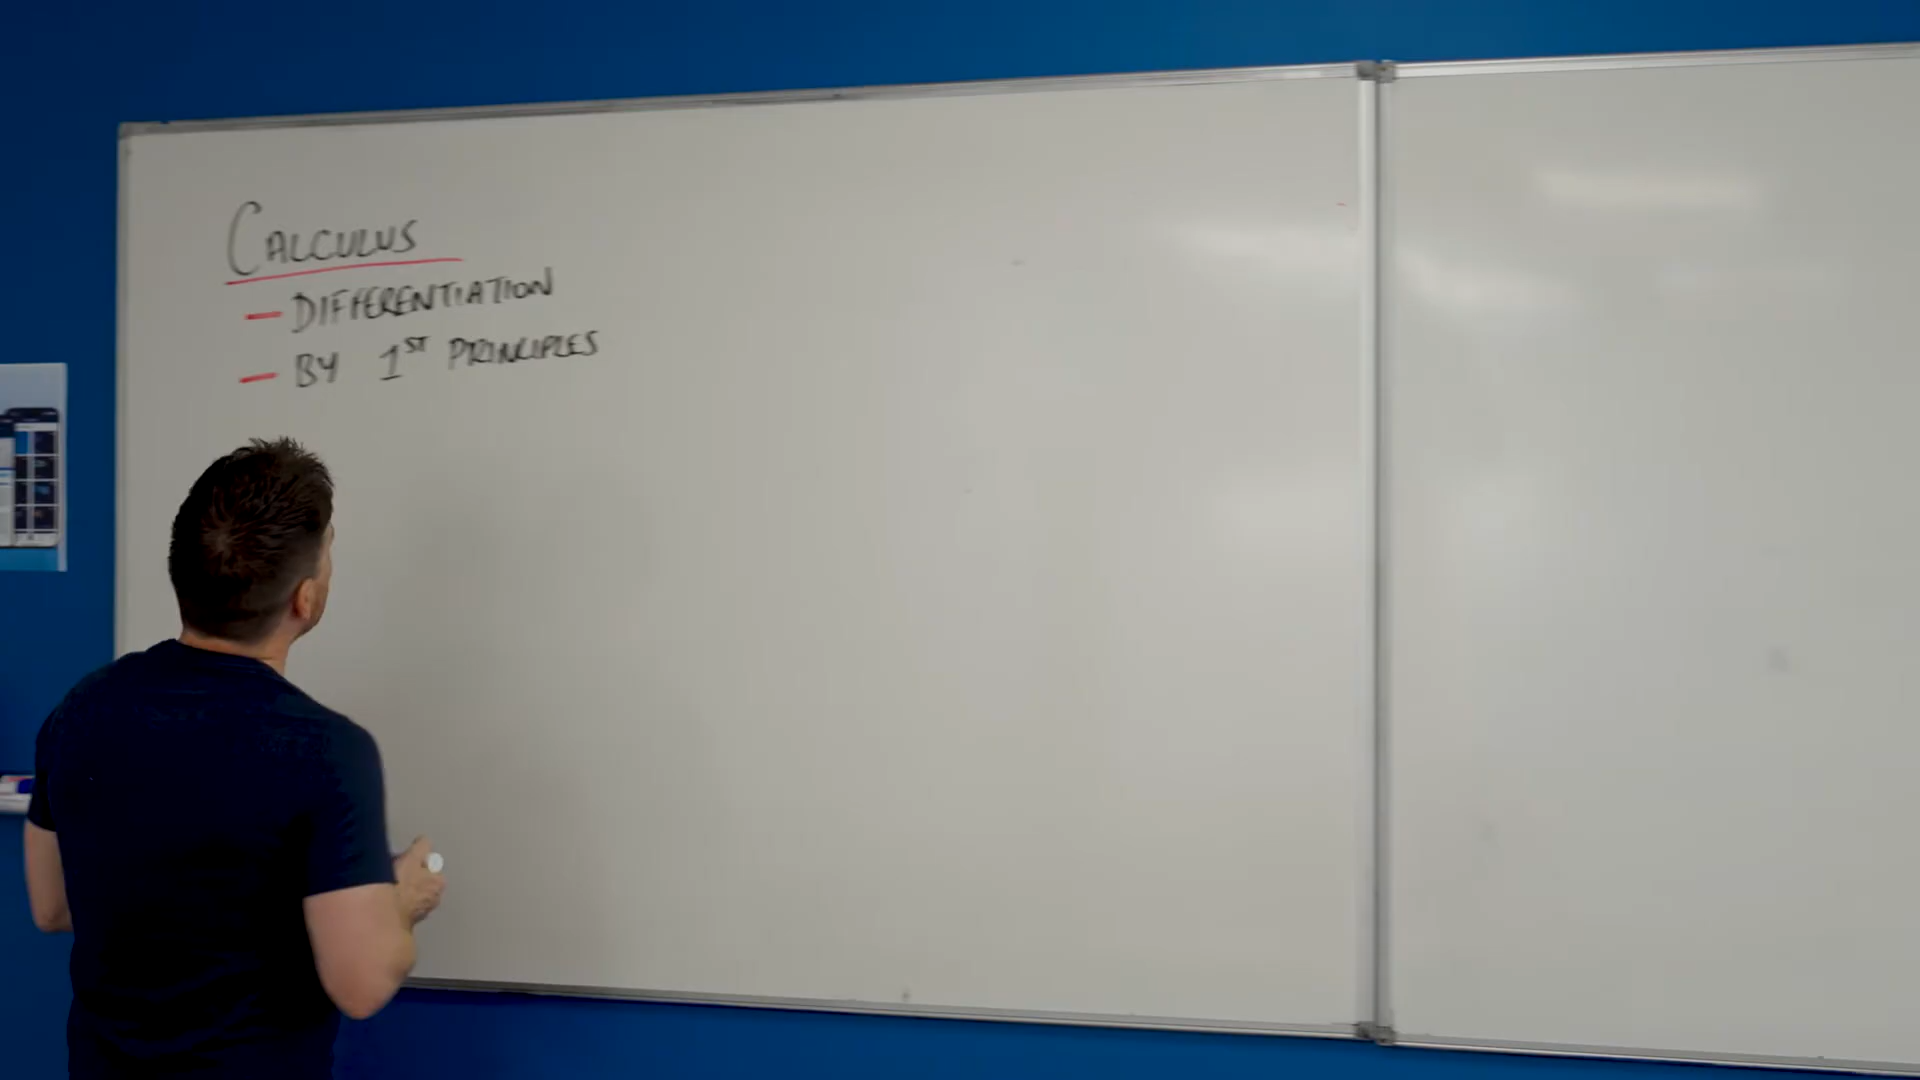 CALCULUS
- DIFFERENTIATION
- BY 1ST PRINCIPLES